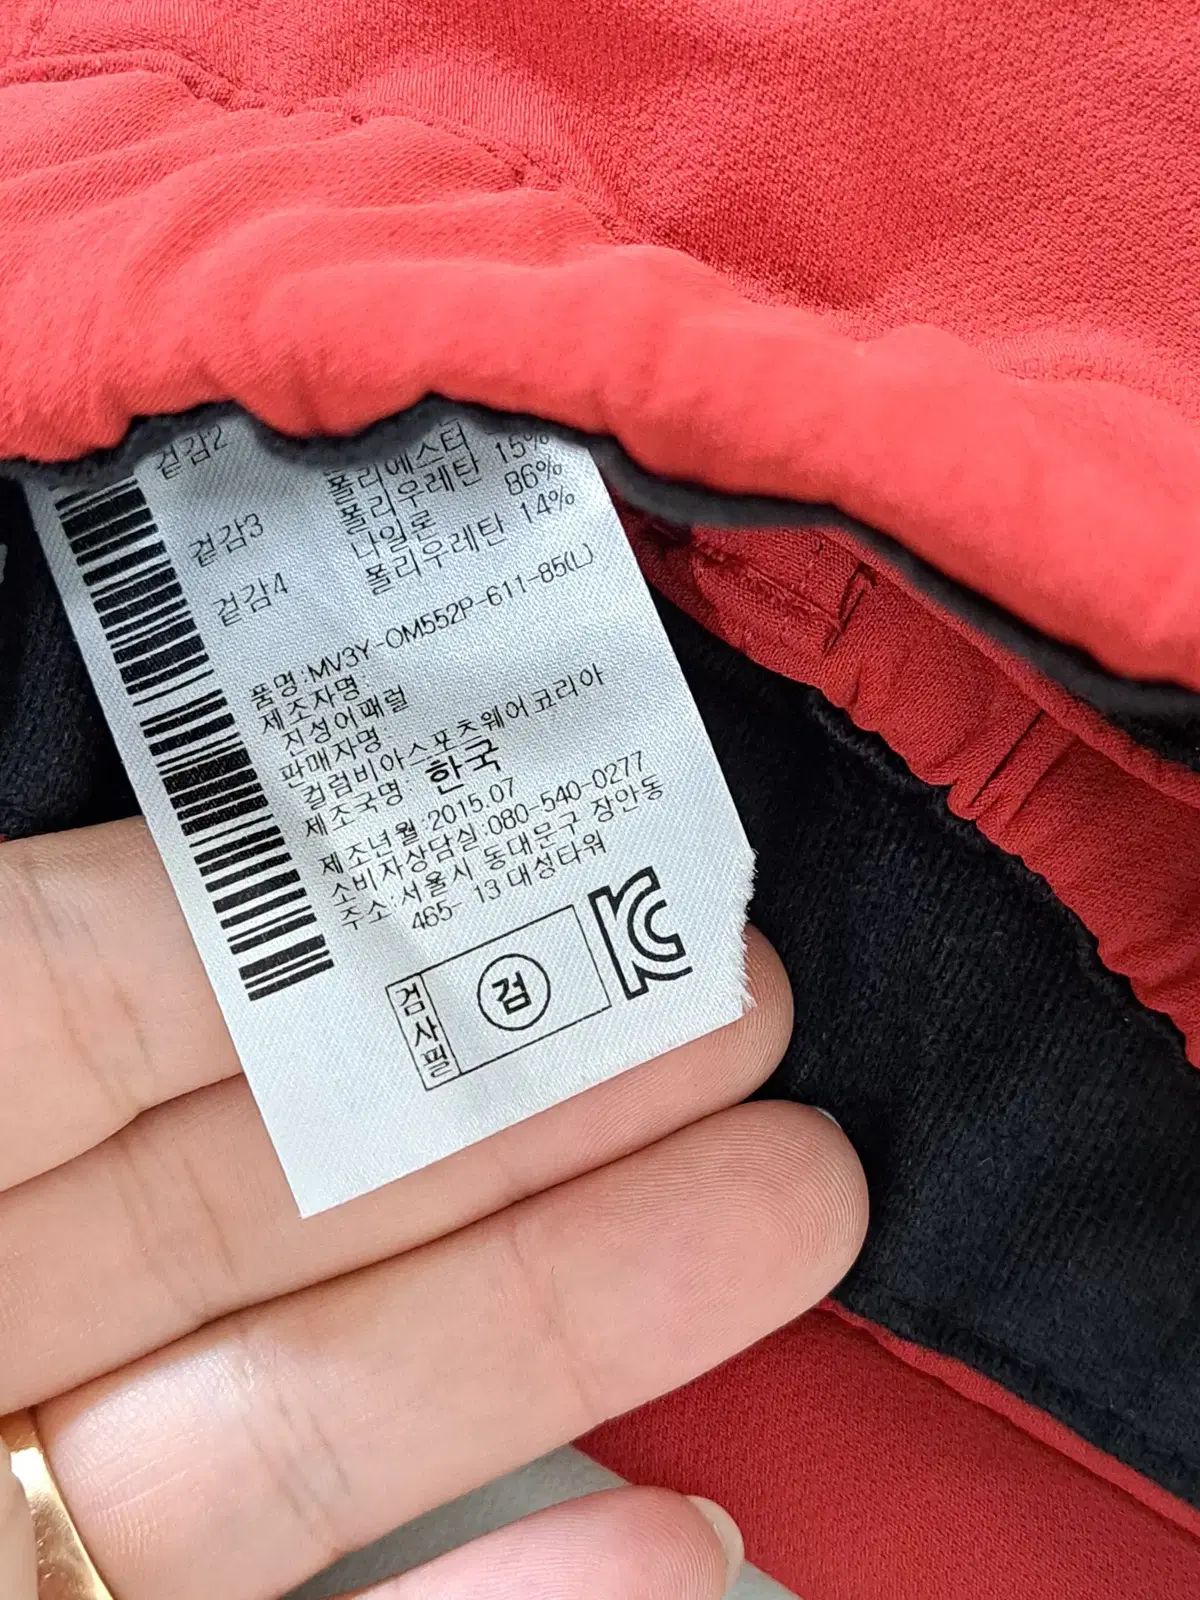 겉감2
폴리에스터
폴리우레탄 15%
겉감3 나일론 86%
겉감4 폴리우레탄 14%
품명:MV3Y-OM552P-611-85(L)
제조자명
진성어패럴
판매자명
컬럼비아스포츠웨어코리아
제조국명: 한국
제조년월:2015.07
소비자상담실:080-540-0277
주소:서울시 동대문구 장안동
465- 13 대성타워
검사필
검